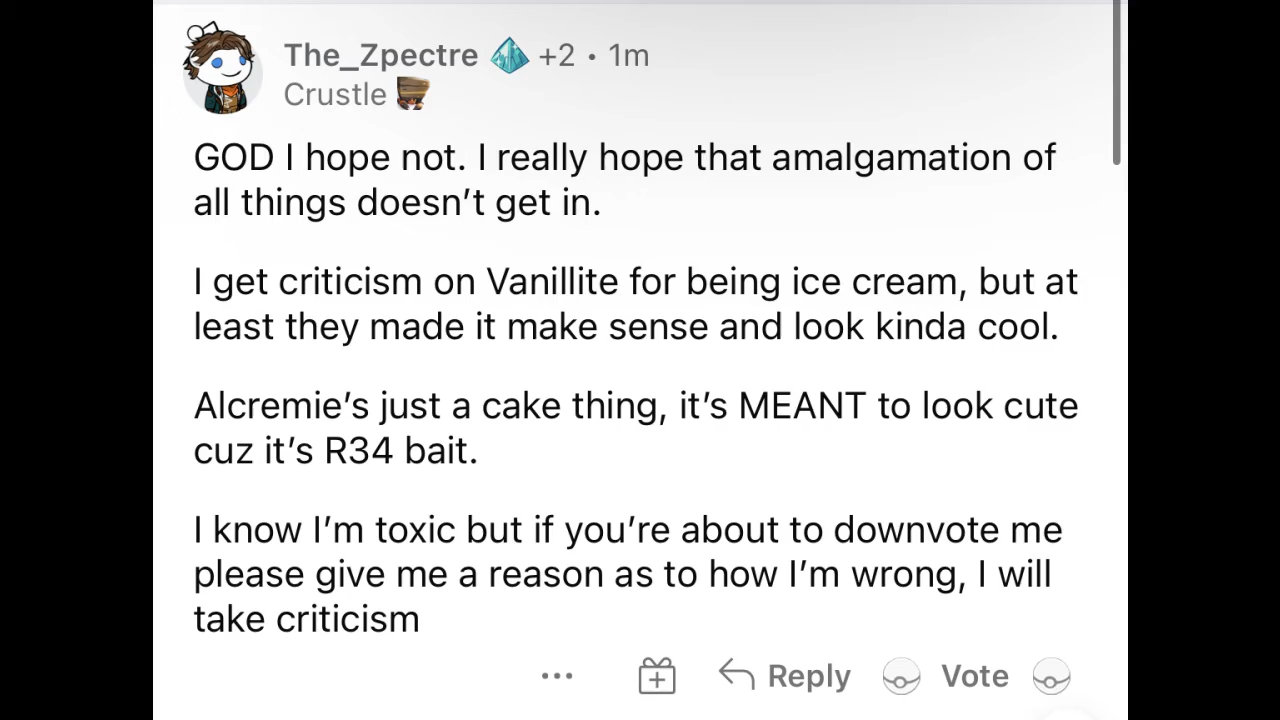 The_Zpectre +2 • 1m
Crustle
GOD I hope not. I really hope that amalgamation of
all things doesn’t get in.
I get criticism on Vanillite for being ice cream, but at
least they made it make sense and look kinda cool.
Alcremie’s just a cake thing, it’s MEANT to look cute
cuz it’s R34 bait.
I know I’m toxic but if you’re about to downvote me
please give me a reason as to how I’m wrong, I will
take criticism
... Reply Vote